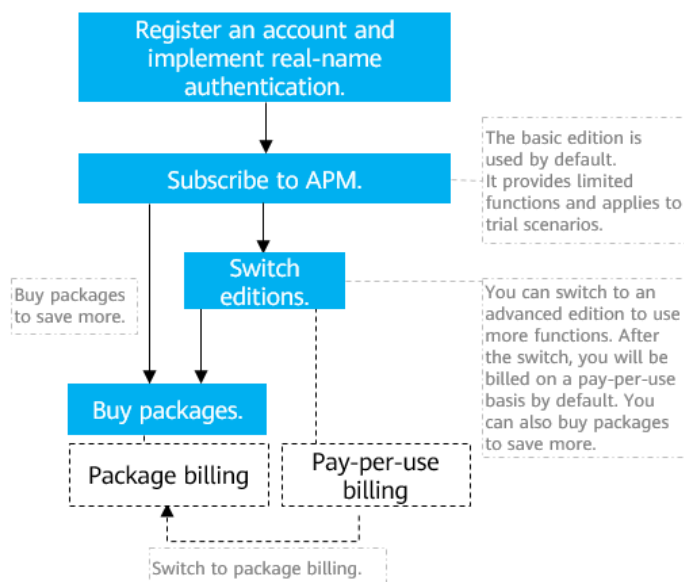 Register an account and
implement real-name
authentication.
The basic edition is
used by default.
It provides limited
functions and applies to
trial scenarios.
Subscribe to APM.
Switch
editions.
Buy packages
to save more.
You can switch to an
advanced edition to use
more functions. After
the switch, you will be
billed on a pay-per-use
basis by default. You
can also buy packages
to save more.
Buy packages.
Package billing
Pay-per-use
billing
Switch to package billing.